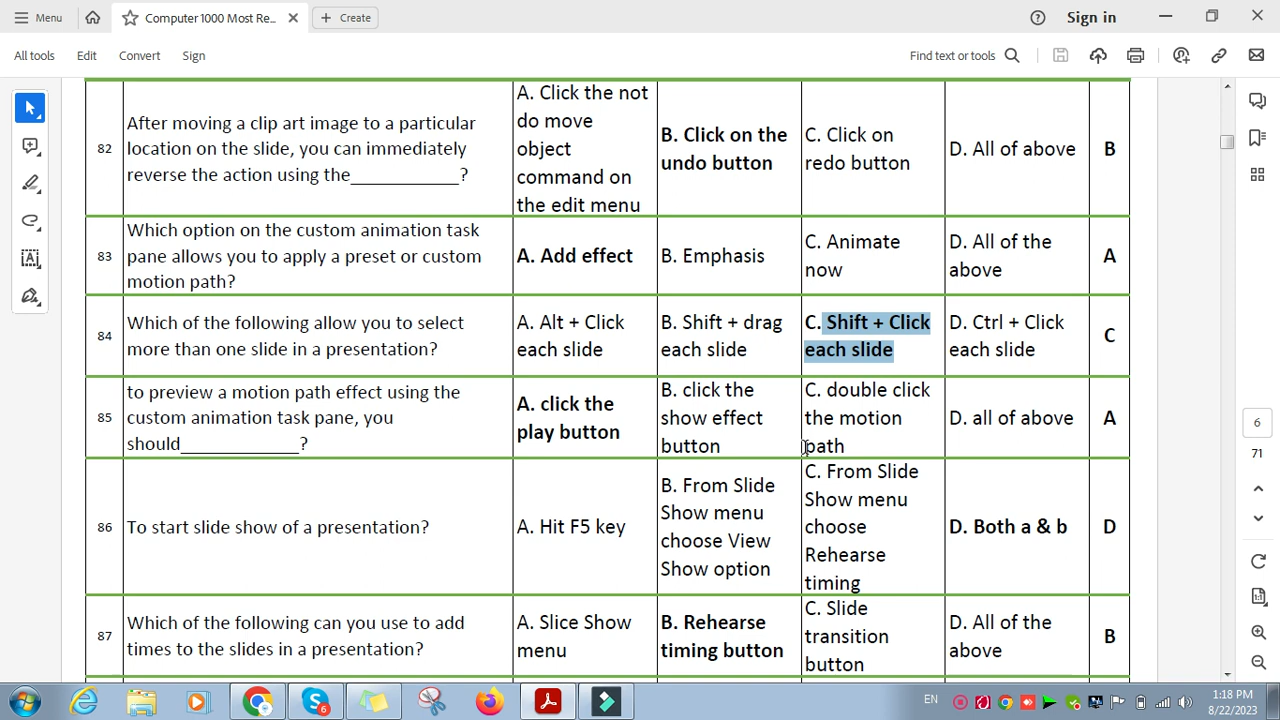 Menu
Computer 1000 Most Re...
Create
Sign in
All tools
Edit
Convert
Sign
Find text or tools
82
After moving a clip art image to a particular
location on the slide, you can immediately
reverse the action using the____________?
A. Click the not
do move
object
command on
the edit menu
B. Click on the
undo button
C. Click on
redo button
D. All of above
B
83
Which option on the custom animation task
pane allows you to apply a preset or custom
motion path?
A. Add effect
B. Emphasis
C. Animate
now
D. All of the
above
A
84
Which of the following allow you to select
more than one slide in a presentation?
A. Alt + Click
each slide
B. Shift + drag
each slide
C. Shift + Click
each slide
D. Ctrl + Click
each slide
C
85
to preview a motion path effect using the
custom animation task pane, you
should_____________?
A. click the
play button
B. click the
show effect
button
C. double click
the motion
path
D. all of above
A
86
To start slide show of a presentation?
A. Hit F5 key
B. From Slide
Show menu
choose View
Show option
C. From Slide
Show menu
choose
Rehearse
timing
D. Both a & b
D
87
Which of the following can you use to add
times to the slides in a presentation?
A. Slice Show
menu
B. Rehearse
timing button
C. Slide
transition
button
D. All of the
above
B
6
71
1:1
6
EN
1:18 PM
8/22/2023